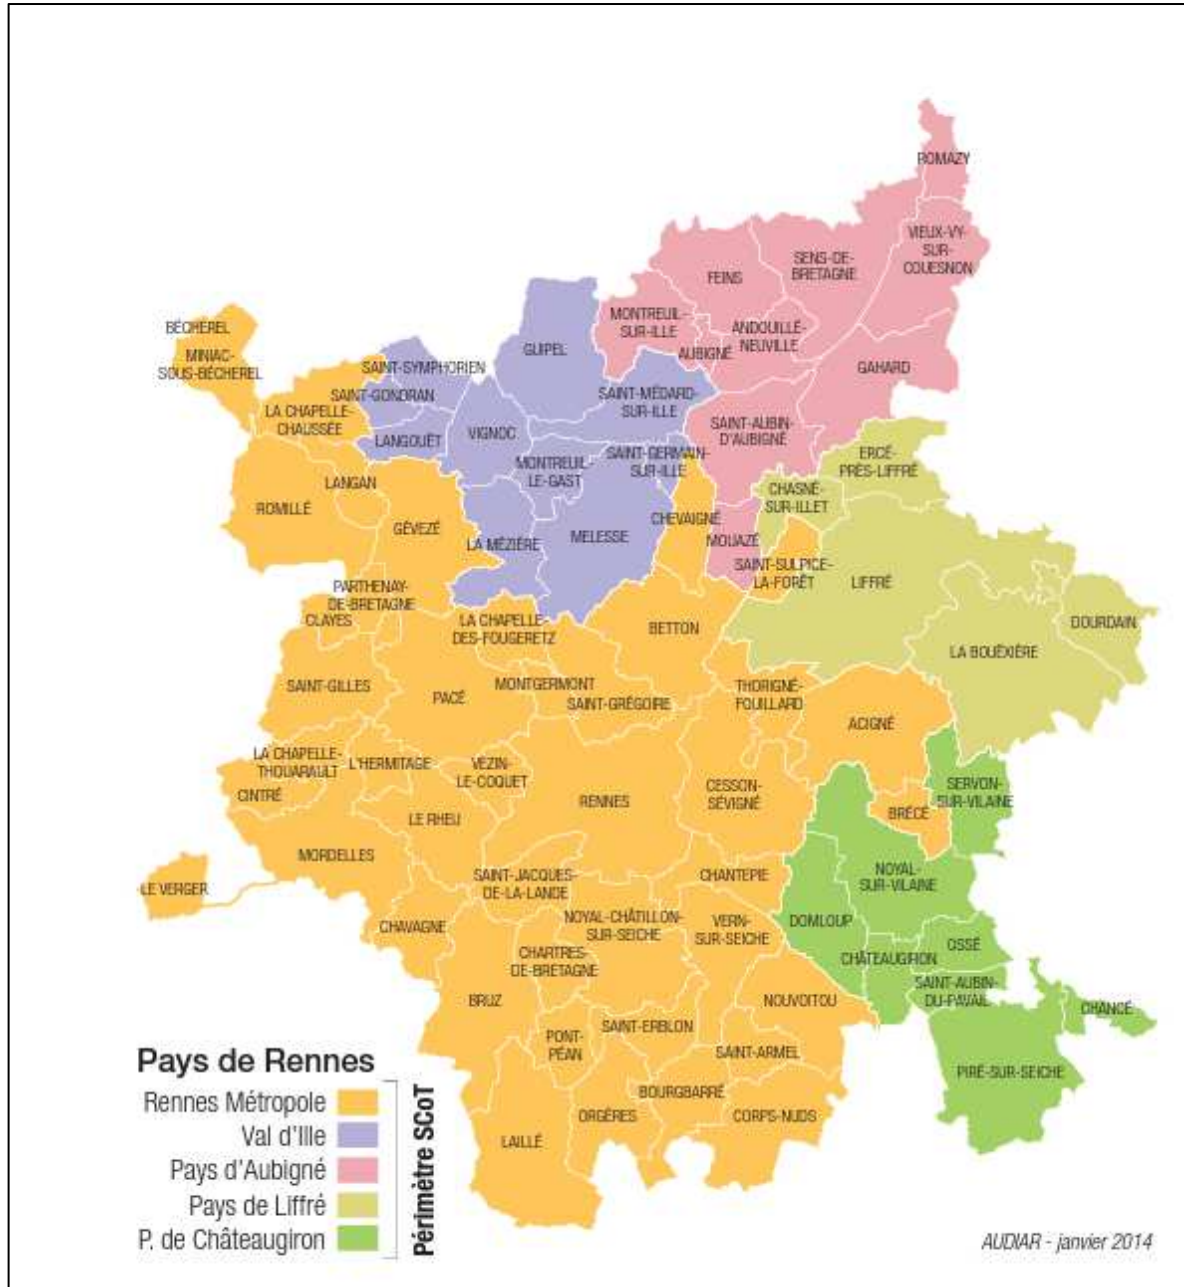 ROMAZY
VIEUX-VY-
SUR-
COUESNON
SENS-DE-
BRETAGNE
FEINS
MONTREUIL-
SUR-ILLE
ANDOUILLÉ-
NEUVILLE
AUBIGNÉ
GAHARD
GUIPEL
BÉCHEREL
MINIAC-
SOUS-BÉCHEREL
SAINT-SYMPHORIEN
SAINT-GONDRAN
SAINT-MÉDARD-
SUR-ILLE
LA CHAPELLE-
CHAUSSÉE
LANGOUËT
VIGNOC
SAINT-AUBIN-
D'AUBIGNÉ
MONTREUIL-
LE-GAST
SAINT-GERMAIN-
SUR-ILLE
ERCÉ-
PRÈS-LIFFRÉ
CHASNÉ-
SUR-ILLET
LANGAN
ROMILLÉ
GÉVEZÉ
CHEVAIGNÉ
MELESSE
LA MÉZIÈRE
MOUAZÉ
SAINT-SULPICE-
LA-FORÊT
LIFFRÉ
PARTHENAY-
DE-BRETAGNE
CLAYES
LA CHAPELLE-
DES-FOUGERETZ
BETTON
DOURDAIN
LA BOUËXIÈRE
SAINT-GILLES
PACÉ
MONTGERMONT
SAINT-GRÉGOIRE
THORIGNÉ-
FOUILLARD
ACIGNÉ
LA CHAPELLE-
THOUARAULT
L'HERMITAGE
VEZIN-
LE-COQUET
CINTRÉ
RENNES
CESSON-
SÉVIGNÉ
SERVON-
SUR-VILAINE
BRÉCÉ
LE RHEU
MORDELLES
LE VERGER
SAINT-JACQUES-
DE-LA-LANDE
CHANTEPIE
NOYAL-
SUR-VILAINE
CHAVAGNE
NOYAL-CHÂTILLON-
SUR-SEICHE
VERN-
SUR-SEICHE
DOMLOUP
OSSÉ
CHÂTEAUGIRON
CHARTRES-
DE-BRETAGNE
SAINT-AUBIN-
DU-PAVAIL
BRUZ
NOUVOITOU
CHANCÉ
SAINT-ERBLON
PONT-
PÉAN
SAINT-ARMEL
PIRÉ-SUR-SEICHE
BOURGBARRÉ
ORGÈRES
CORPS-NUDS
LAILLÉ
Pays de Rennes
Rennes Métropole
Val d'Ille
Pays d'Aubigné
Pays de Liffré
P. de Châteaugiron
Périmètre SCoT
AUDIAR - janvier 2014